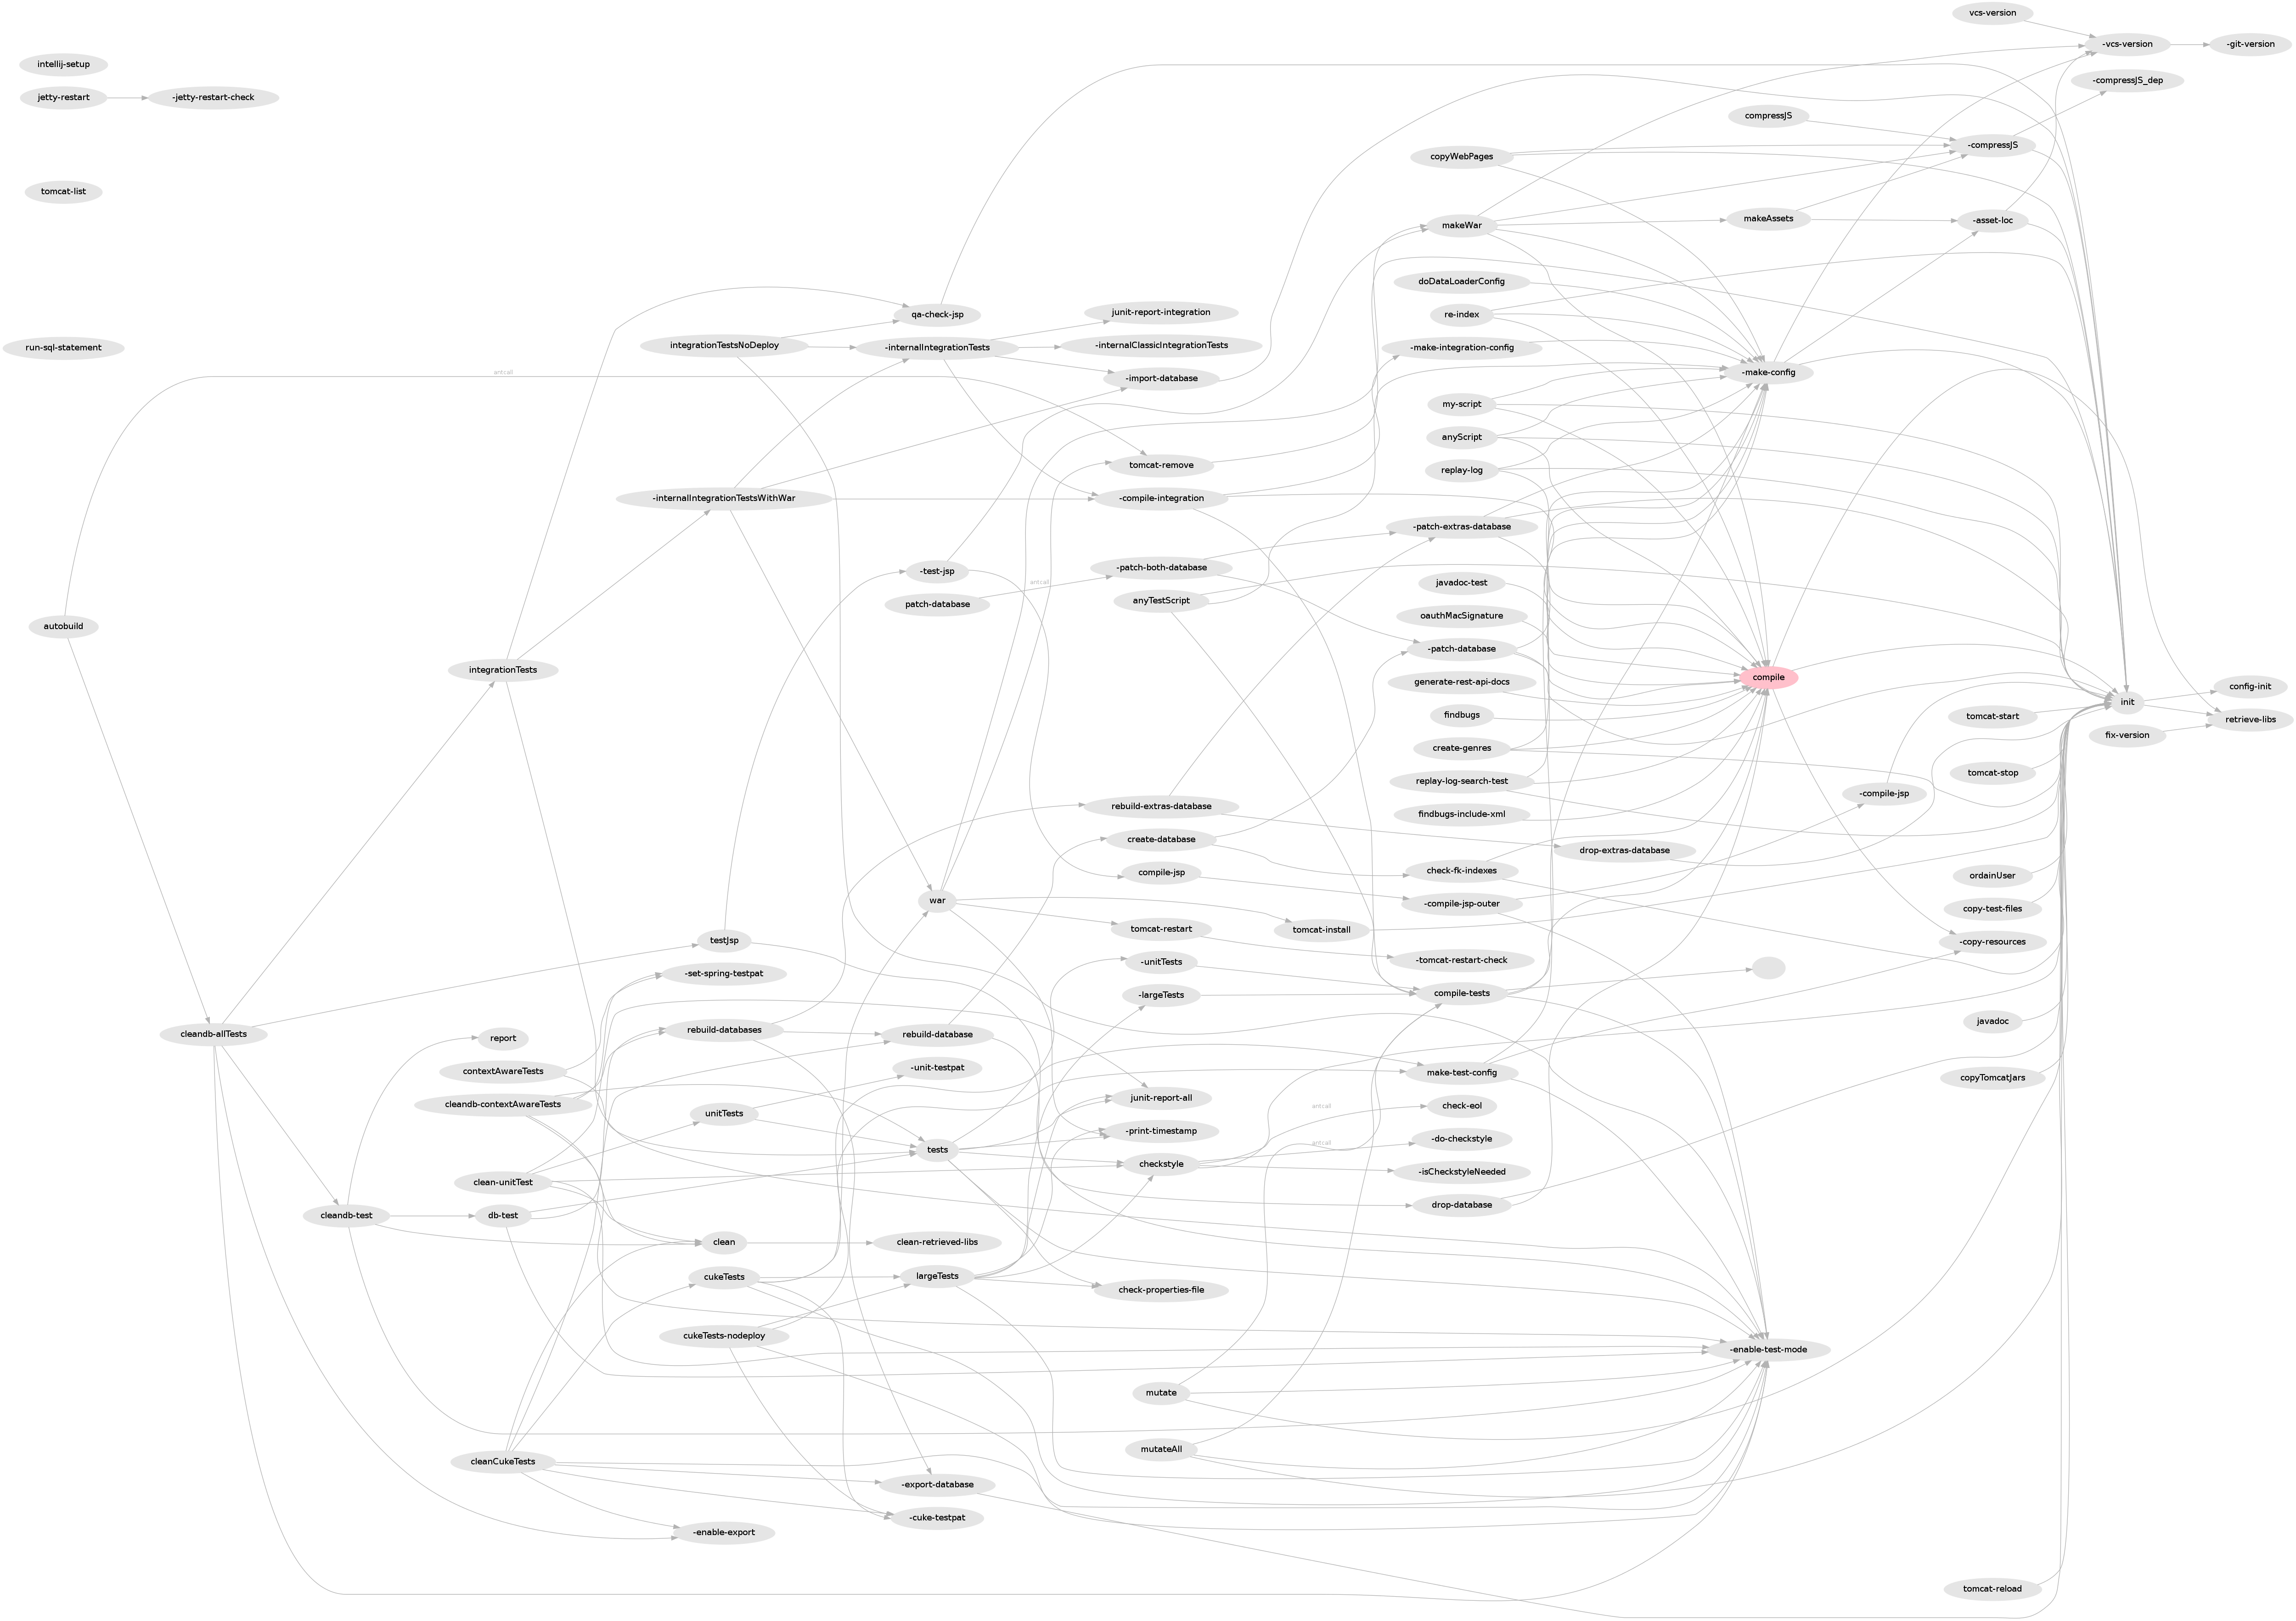 vcs-version
-vcs-version
-git-version
intellij-setup
jetty-restart
-jetty-restart-check
-compressJS_dep
compressJS
-compressJS
copyWebPages
tomcat-list
makeWar
makeAssets
-asset-loc
doDataLoaderConfig
qa-check-jsp
junit-report-integration
re-index
run-sql-statement
integrationTestsNoDeploy
-internalIntegrationTests
-internalClassicIntegrationTests
-make-integration-config
antcall
-import-database
-make-config
my-script
anyScript
tomcat-remove
replay-log
-internalIntegrationTestsWithWar
-compile-integration
-patch-extras-database
-test-jsp
-patch-both-database
antcall
javadoc-test
patch-database
anyTestScript
oauthMacSignature
autobuild
-patch-database
integrationTests
compile
generate-rest-api-docs
config-init
init
findbugs
tomcat-start
retrieve-libs
fix-version
create-genres
tomcat-stop
replay-log-search-test
-compile-jsp
rebuild-extras-database
findbugs-include-xml
create-database
drop-extras-database
check-fk-indexes
compile-jsp
ordainUser
war
-compile-jsp-outer
copy-test-files
tomcat-restart
tomcat-install
testJsp
-copy-resources
-unitTests
-tomcat-restart-check
-set-spring-testpat
-largeTests
compile-tests
javadoc
cleandb-allTests
rebuild-databases
rebuild-database
report
-unit-testpat
contextAwareTests
make-test-config
copyTomcatJars
junit-report-all
cleandb-contextAwareTests
antcall
check-eol
unitTests
-print-timestamp
-do-checkstyle
antcall
tests
checkstyle
-isCheckstyleNeeded
clean-unitTest
drop-database
cleandb-test
db-test
clean
clean-retrieved-libs
cukeTests
largeTests
check-properties-file
cukeTests-nodeploy
-enable-test-mode
mutate
mutateAll
cleanCukeTests
-export-database
-cuke-testpat
-enable-export
tomcat-reload